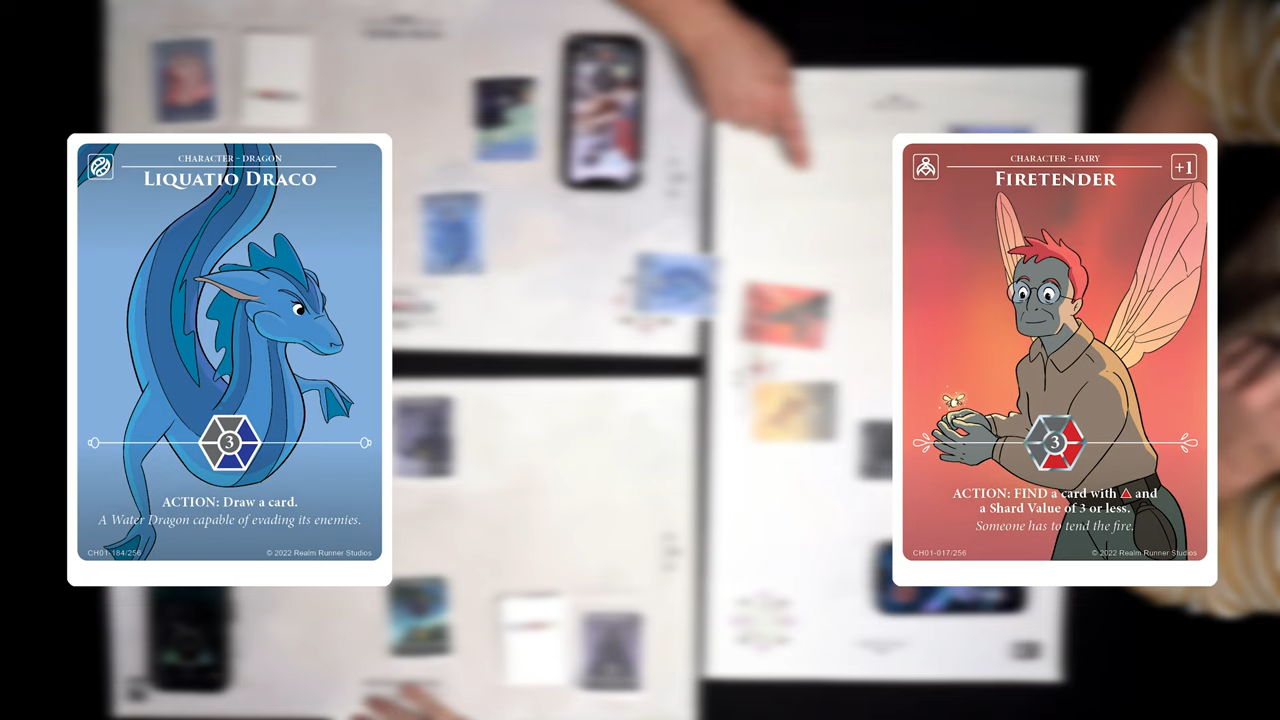 CHARACTER – DRAGON
LIQUATIO DRACO
3
ACTION: Draw a card.
A Water Dragon capable of evading its enemies.
CH01-184/256
© 2022 Realm Runner Studios
CHARACTER – FAIRY
+1
FIRETENDER
3
ACTION: FIND a card with and
a Shard Value of 3 or less.
Someone has to tend the fire.
CH01-017/256
© 2022 Realm Runner Studios